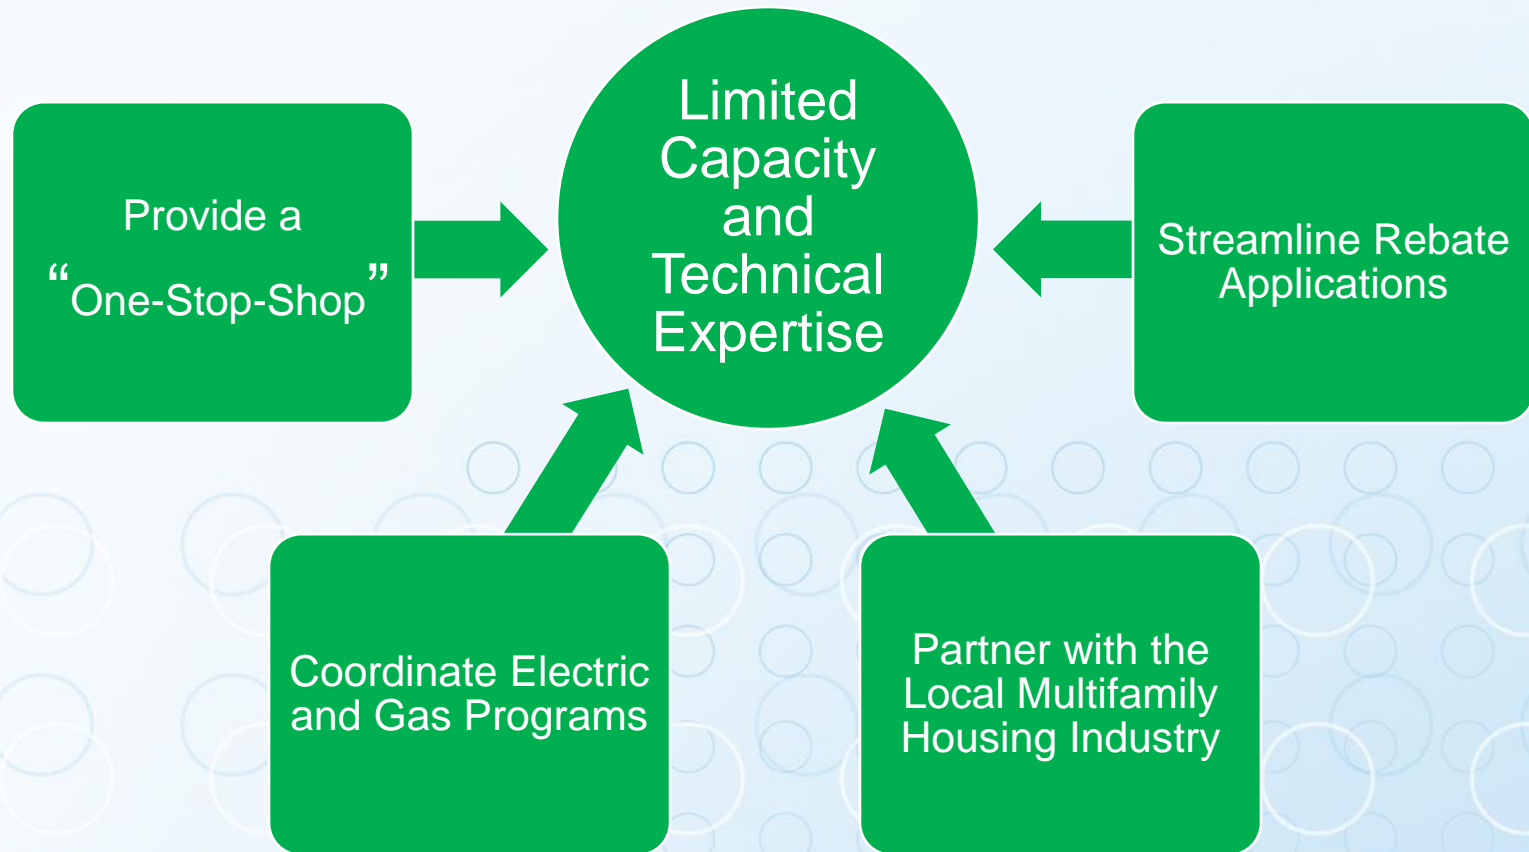 Limited
Capacity
and
Technical
Expertise
Provide a
“One-Stop-Shop”
Streamline Rebate
Applications
Coordinate Electric
and Gas Programs
Partner with the
Local Multifamily
Housing Industry